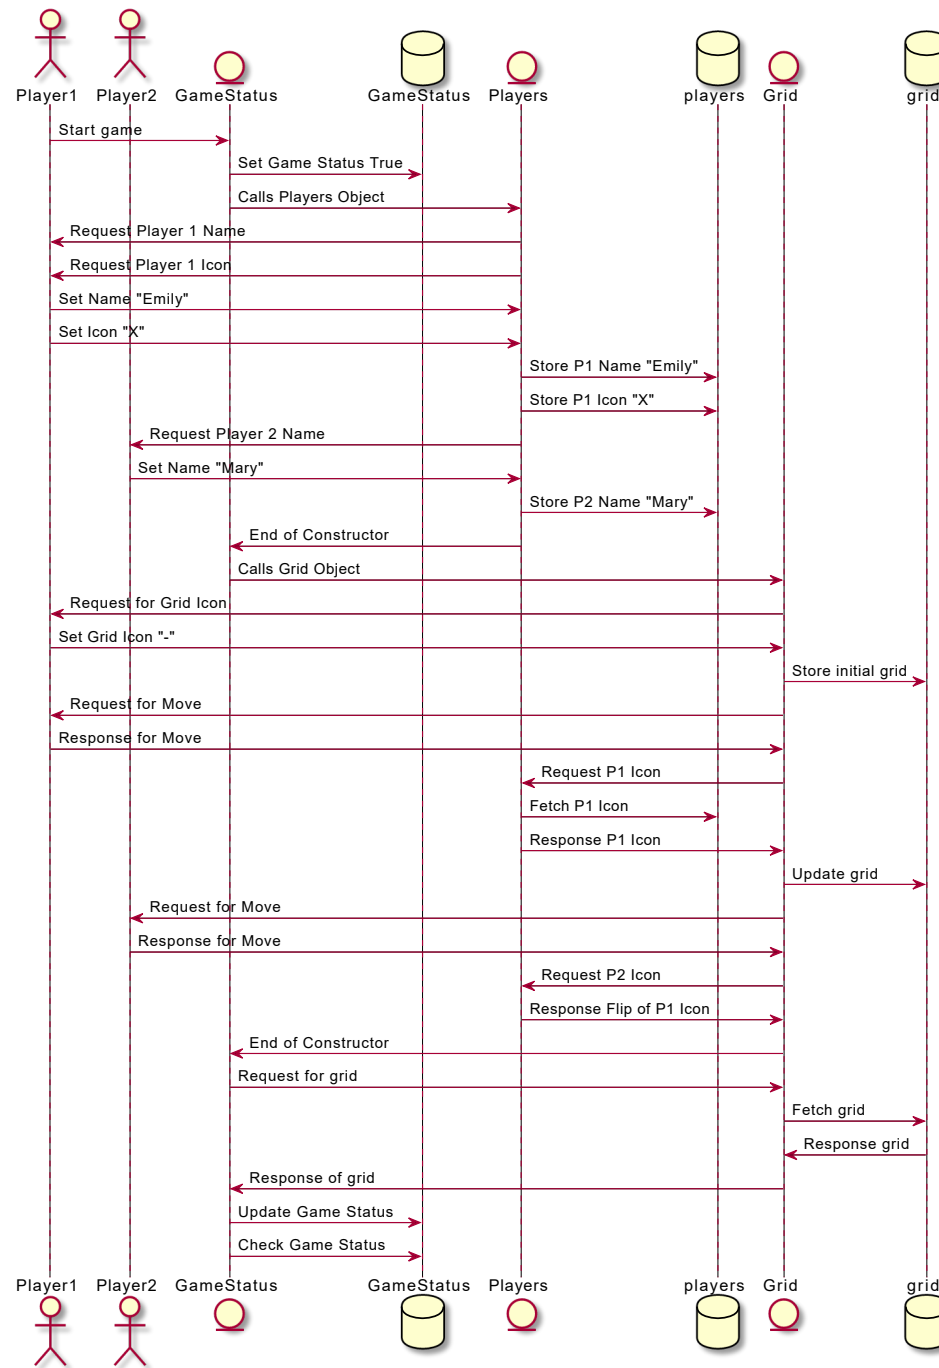 Player1 Player2 GameStatus GameStatus Players players Grid grid
Start game
Set Game Status True
Calls Players Object
Request Player 1 Name
Request Player 1 Icon
Set Name "Emily"
Set Icon "X"
Store P1 Name "Emily"
Store P1 Icon "X"
Request Player 2 Name
Set Name "Mary"
Store P2 Name "Mary"
End of Constructor
Calls Grid Object
Request for Grid Icon
Set Grid Icon "-"
Store initial grid
Request for Move
Response for Move
Request P1 Icon
Fetch P1 Icon
Response P1 Icon
Update grid
Request for Move
Response for Move
Request P2 Icon
Response Flip of P1 Icon
End of Constructor
Request for grid
Fetch grid
Response grid
Response of grid
Update Game Status
Check Game Status
Player1 Player2 GameStatus GameStatus Players players Grid grid